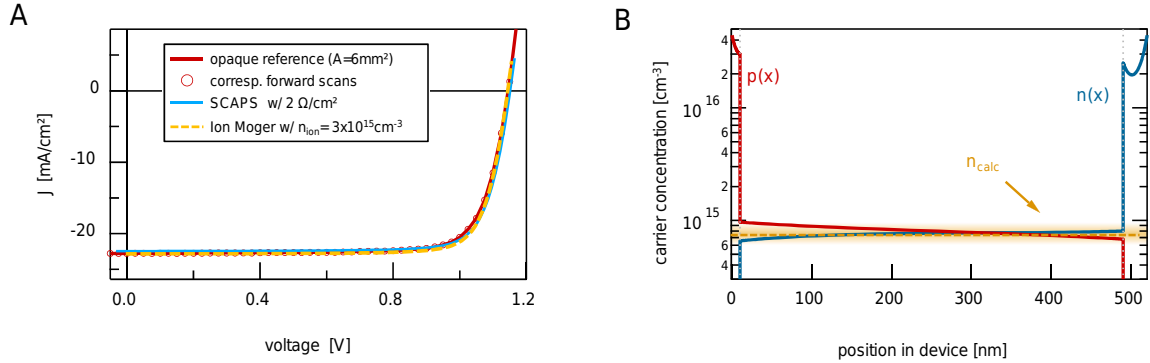 A
J [mA/cm²]
0
-10
-20
opaque reference (A=6mm²)
corresp. forward scans
SCAPS w/ 2 Ω/cm²
Ion Moger w/ nion = 3x10¹⁵cm⁻³
0.0 0.4 0.8 1.2
voltage [V]
B
carrier concentration [cm⁻³]
4
2
10¹⁶
6
4
2
10¹⁵
8
6
4
p(x)
n(x)
ncalc
0 100 200 300 400 500
position in device [nm]